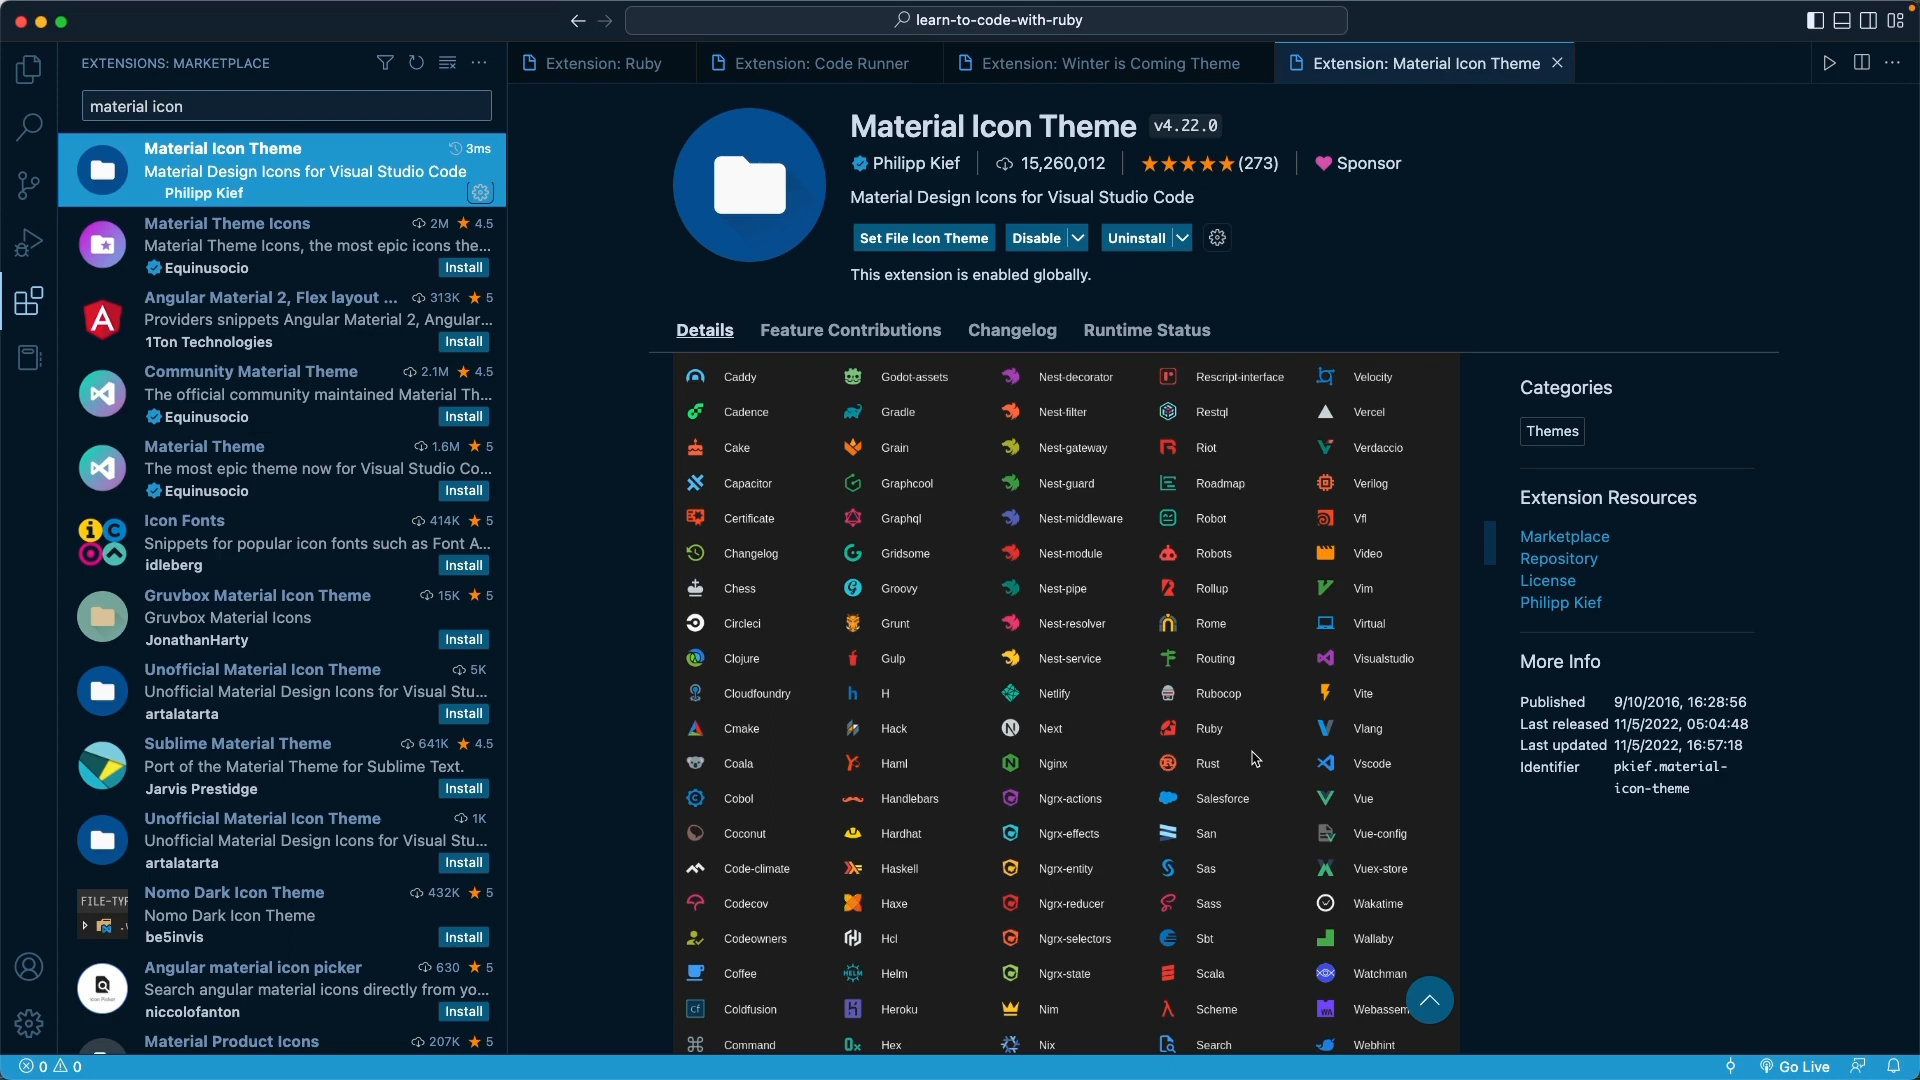 learn-to-code-with-ruby
EXTENSIONS: MARKETPLACE
material icon
Material Icon Theme 3ms
Material Design Icons for Visual Studio Code
Philipp Kief
Material Theme Icons 2M 4.5
Material Theme Icons, the most epic icons the...
Equinusocio Install
Angular Material 2, Flex layout ... 313K 5
Providers snippets Angular Material 2, Angular...
1Ton Technologies Install
Community Material Theme 2.1M 4.5
The official community maintained Material Th...
Equinusocio Install
Material Theme 1.6M 5
The most epic theme now for Visual Studio Co...
Equinusocio Install
Icon Fonts 414K 5
Snippets for popular icon fonts such as Font A...
idleberg Install
Gruvbox Material Icon Theme 15K 5
Gruvbox Material Icons
JonathanHarty Install
Unofficial Material Icon Theme 5K
Unofficial Material Design Icons for Visual Stu...
artalatarta Install
Sublime Material Theme 641K 4.5
Port of the Material Theme for Sublime Text.
Jarvis Prestidge Install
Unofficial Material Icon Theme 1K
Unofficial Material Design Icons for Visual Stu...
artalatarta Install
FILE-TYP
Nomo Dark Icon Theme 432K 5
Nomo Dark Icon Theme
be5invis Install
Angular material icon picker 630 5
Search angular material icons directly from yo...
niccolofanton Install
Material Product Icons 207K 5
Extension: Ruby Extension: Code Runner Extension: Winter is Coming Theme Extension: Material Icon Theme
Material Icon Theme v4.22.0
Philipp Kief 15,260,012 (273) Sponsor
Material Design Icons for Visual Studio Code
Set File Icon Theme Disable Uninstall
This extension is enabled globally.
Details Feature Contributions Changelog Runtime Status
Caddy Godot-assets Nest-decorator Rescript-interface Velocity
Cadence Gradle Nest-filter Restql Vercel
Cake Grain Nest-gateway Riot Verdaccio
Capacitor Graphcool Nest-guard Roadmap Verilog
Certificate Graphql Nest-middleware Robot Vfl
Changelog Gridsome Nest-module Robots Video
Chess Groovy Nest-pipe Rollup Vim
Circleci Grunt Nest-resolver Rome Virtual
Clojure Gulp Nest-service Routing Visualstudio
Cloudfoundry H Netlify Rubocop Vite
Cmake Hack Next Ruby Vlang
Coala Haml Nginx Rust Vscode
Cobol Handlebars Ngrx-actions Salesforce Vue
Coconut Hardhat Ngrx-effects San Vue-config
Code-climate Haskell Ngrx-entity Sas Vuex-store
Codecov Haxe Ngrx-reducer Sass Wakatime
Codeowners Hcl Ngrx-selectors Sbt Wallaby
Coffee Helm Ngrx-state Scala Watchman
Coldfusion Heroku Nim Scheme Webassem
Command Hex Nix Search Webhint
Categories
Themes
Extension Resources
Marketplace
Repository
License
Philipp Kief
More Info
Published 9/10/2016, 16:28:56
Last released 11/5/2022, 05:04:48
Last updated 11/5/2022, 16:57:18
Identifier pkief.material-
icon-theme
0 0 Go Live